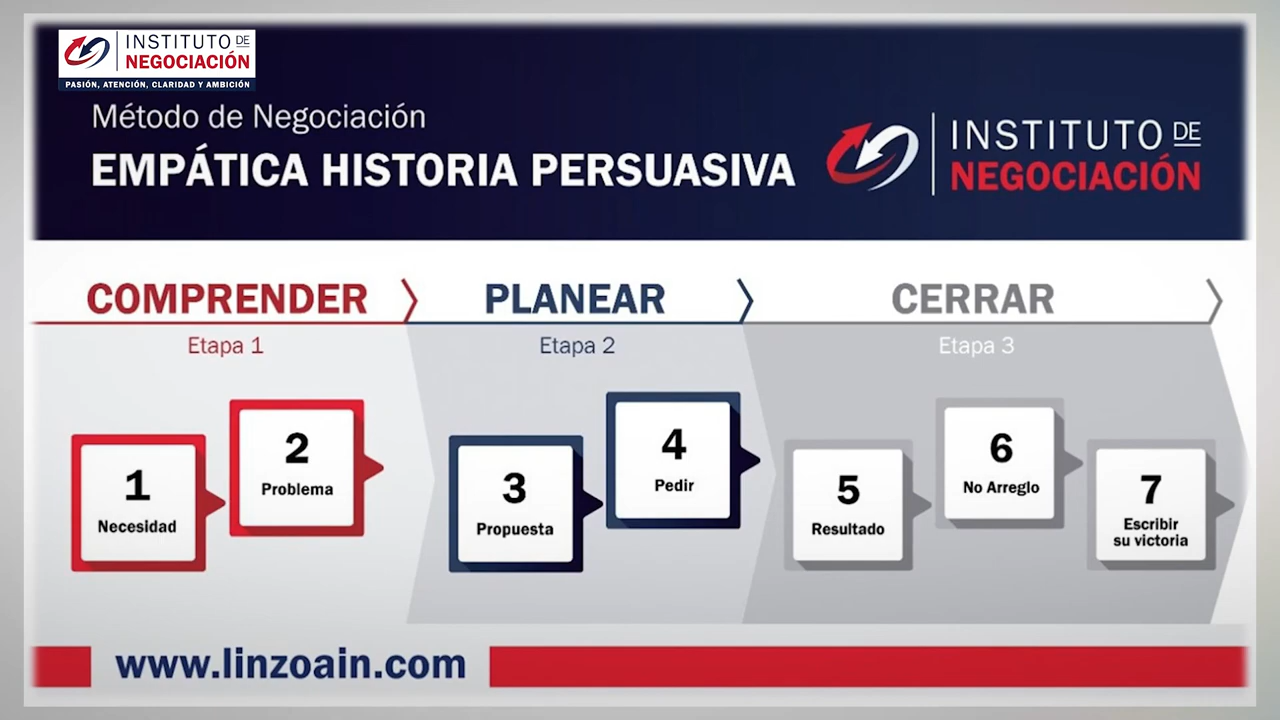 INSTITUTO DE
NEGOCIACIÓN
PASIÓN, ATENCIÓN, CLARIDAD Y AMBICIÓN
Método de Negociación
EMPÁTICA HISTORIA PERSUASIVA
INSTITUTO DE
NEGOCIACIÓN
COMPRENDER
PLANEAR
CERRAR
Etapa 1
Etapa 2
Etapa 3
1
Necesidad
2
Problema
3
Propuesta
4
Pedir
5
Resultado
6
No Arreglo
7
Escribir
su victoria
www.linzoain.com